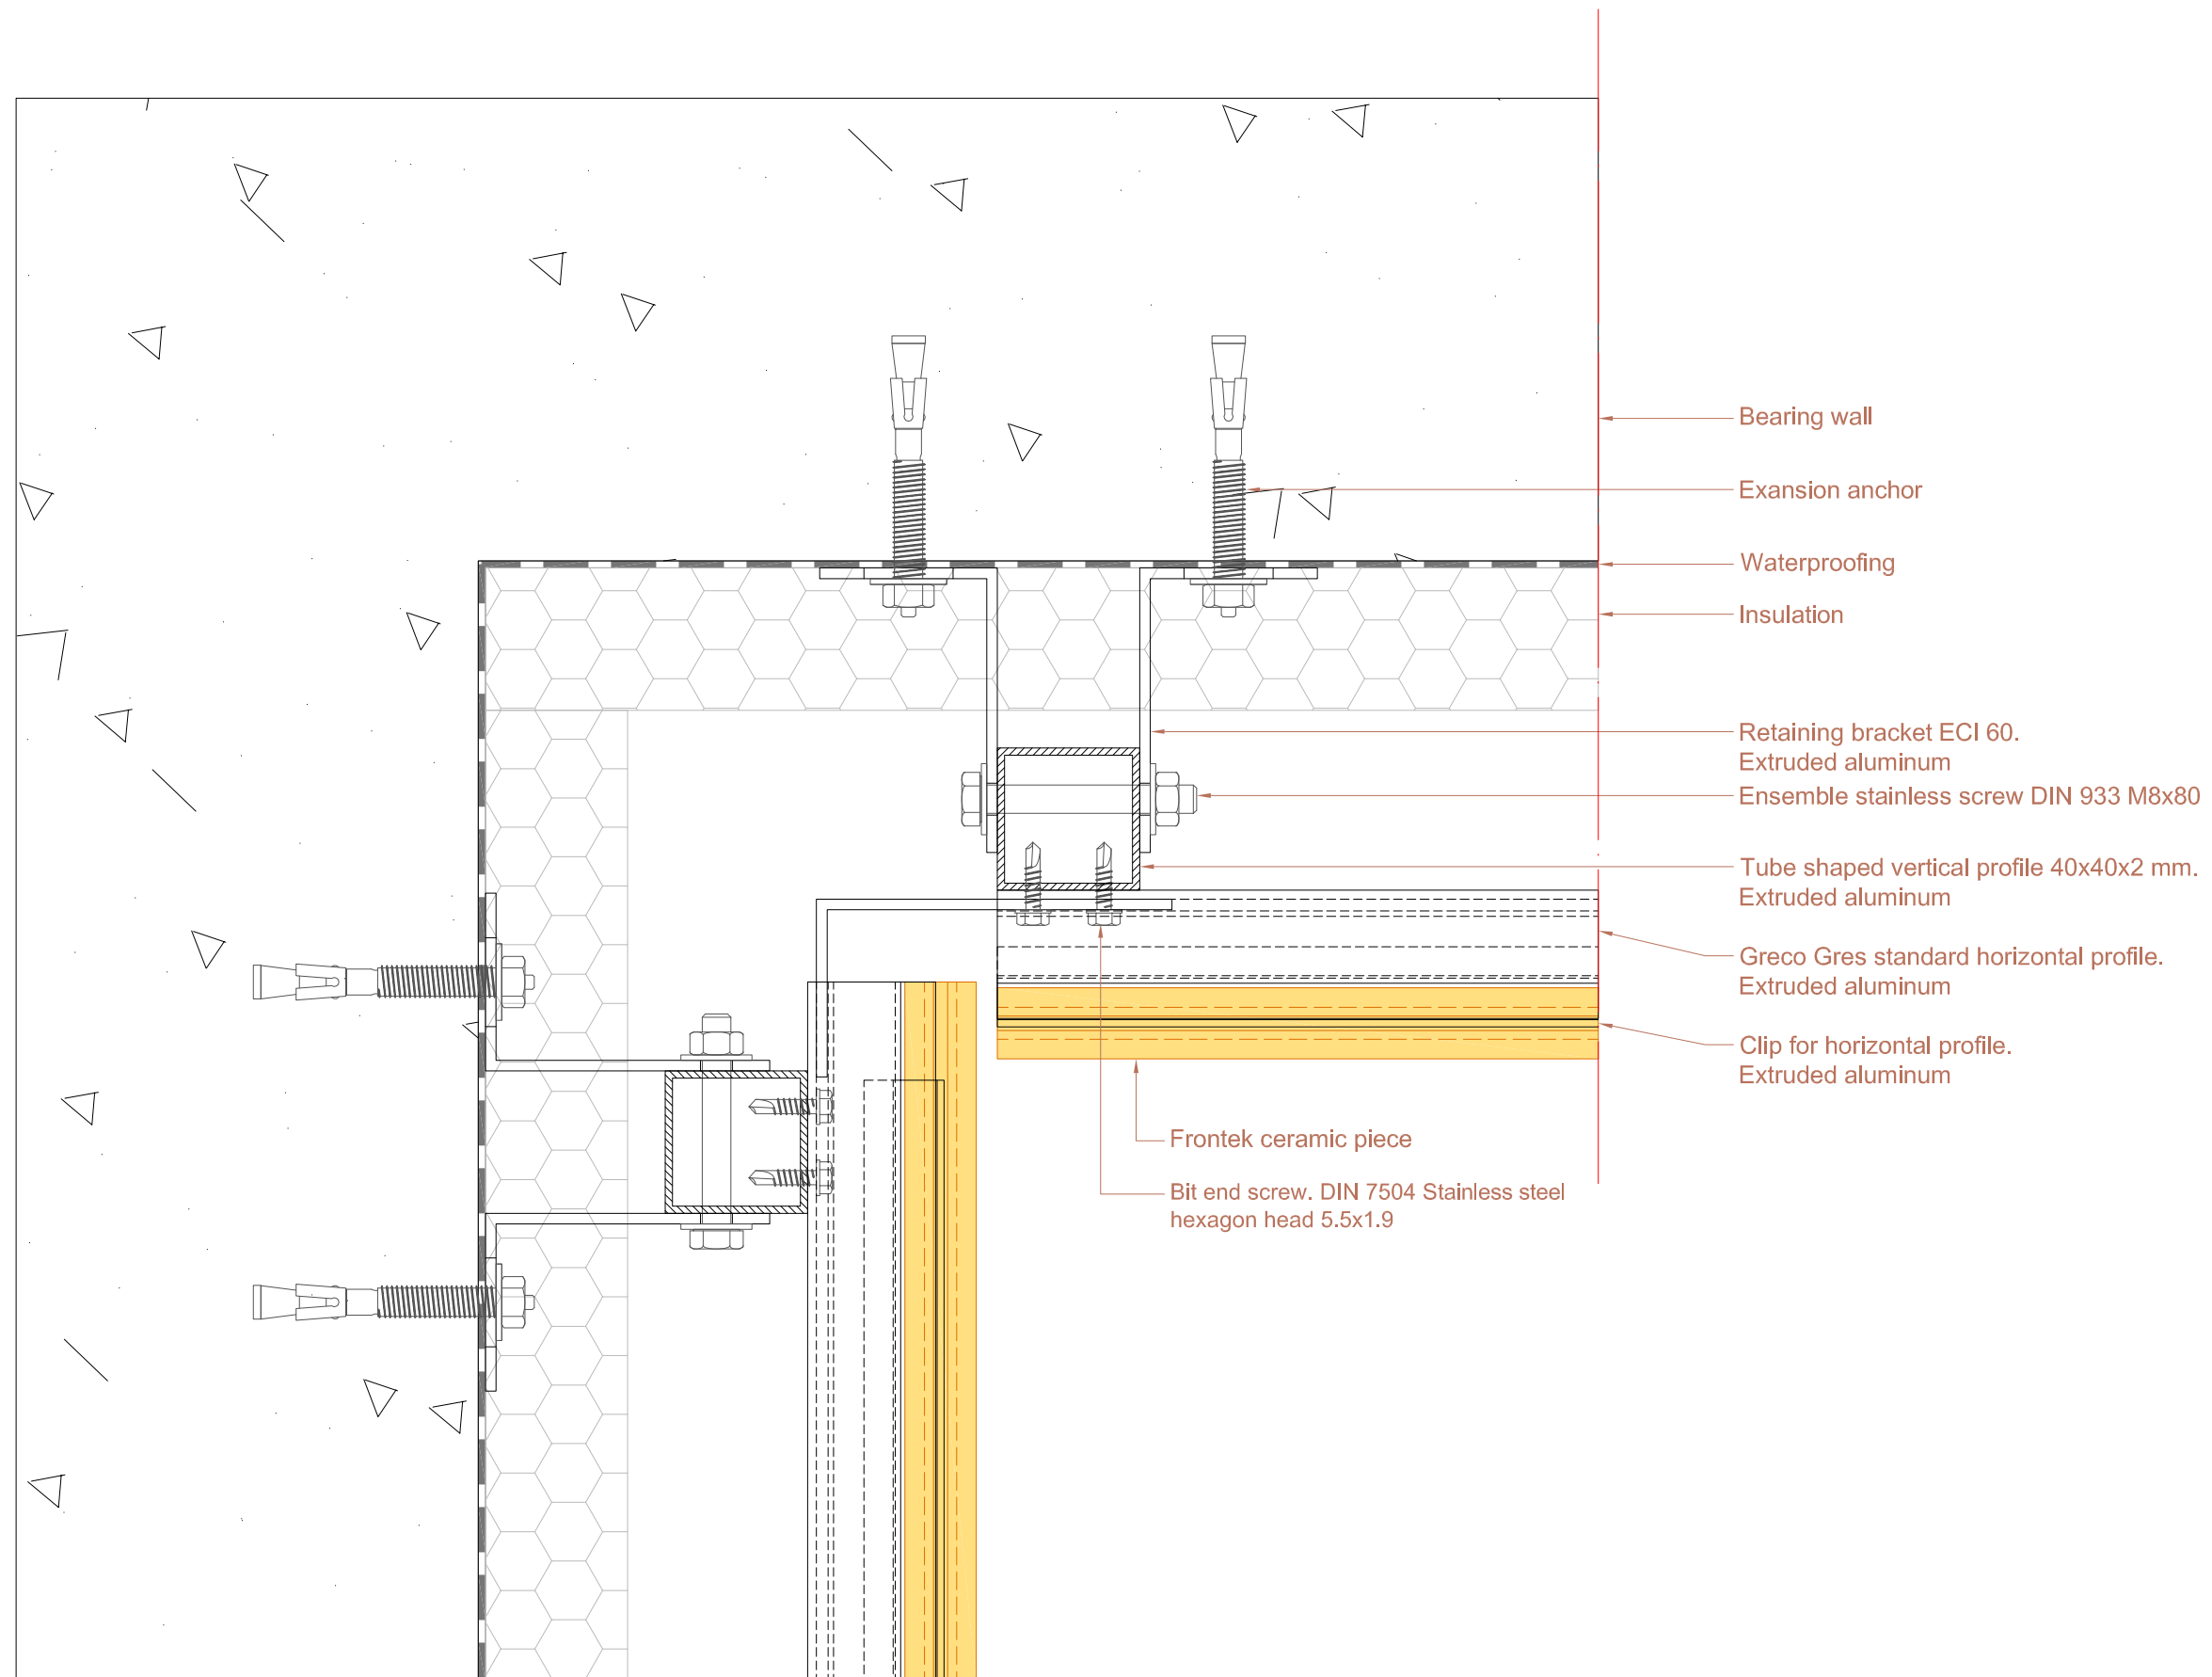 Bearing wall
Exansion anchor
Waterproofing
Insulation
Retaining bracket ECI 60.
Extruded aluminum
Ensemble stainless screw DIN 933 M8x80
Tube shaped vertical profile 40x40x2 mm.
Extruded aluminum
Greco Gres standard horizontal profile.
Extruded aluminum
Clip for horizontal profile.
Extruded aluminum
Frontek ceramic piece
Bit end screw. DIN 7504 Stainless steel
hexagon head 5.5x1.9